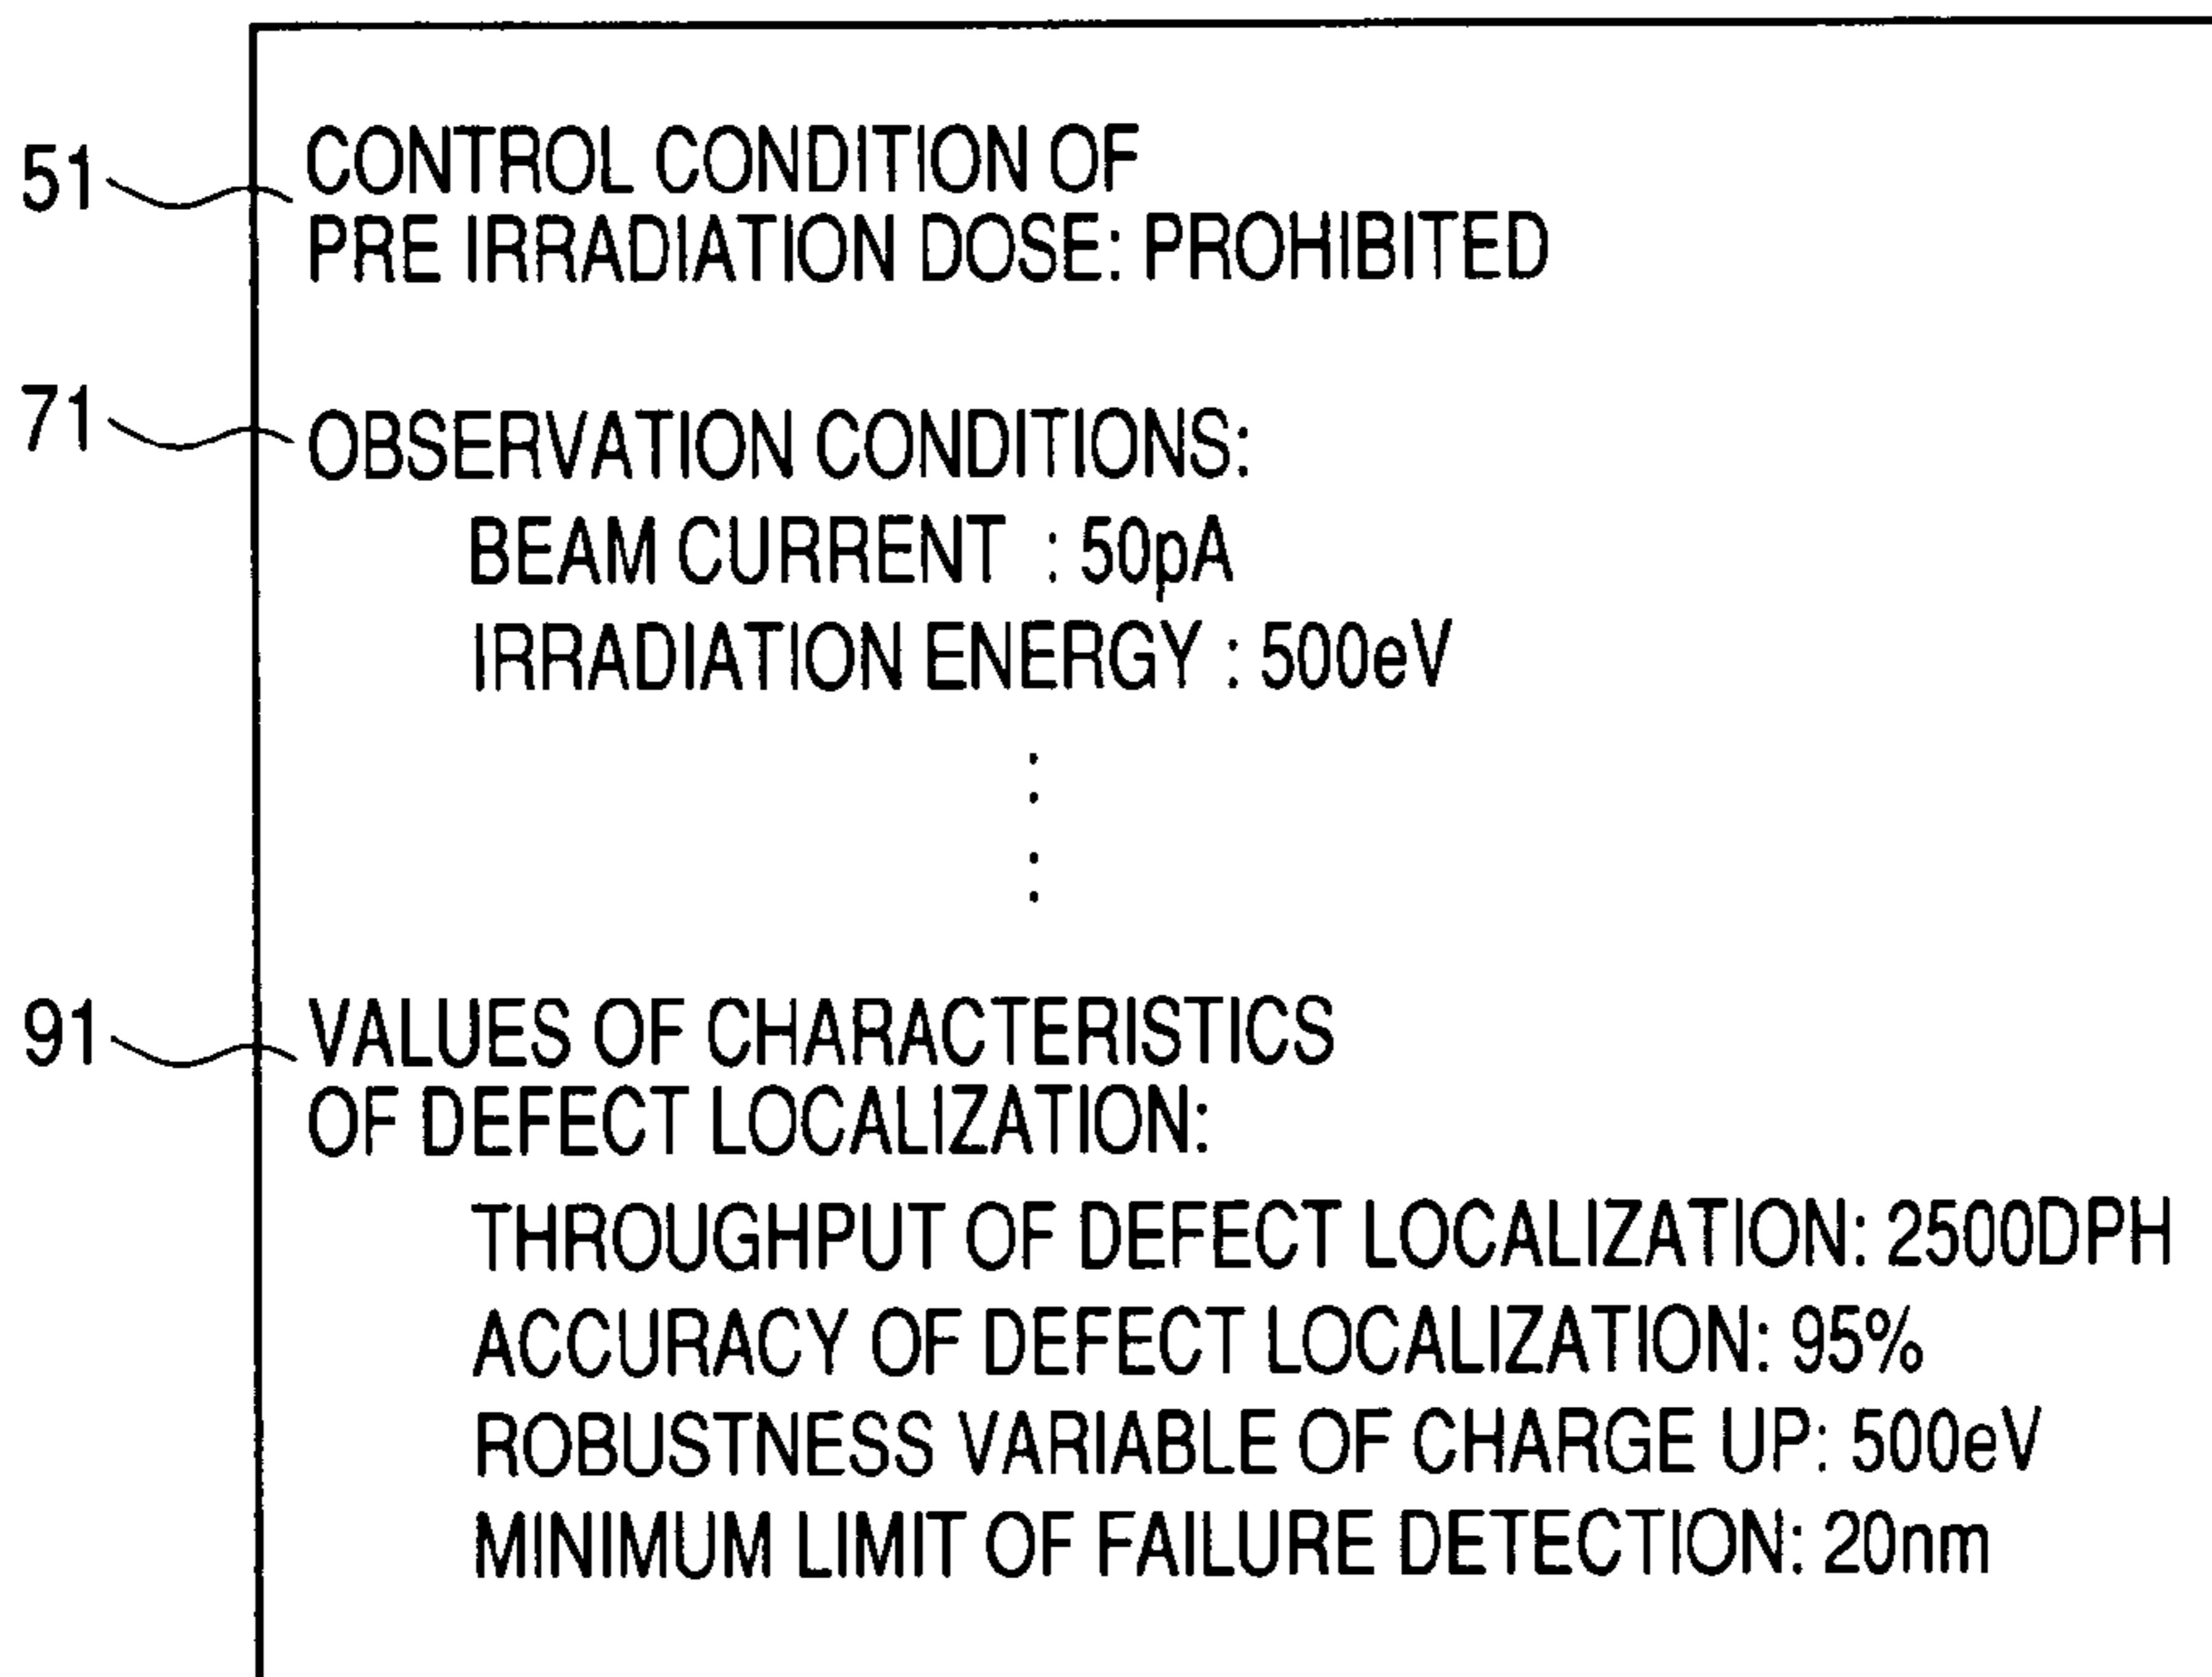 51 CONTROL CONDITION OF
PRE IRRADIATION DOSE: PROHIBITED
71 OBSERVATION CONDITIONS:
BEAM CURRENT : 50pA
IRRADIATION ENERGY : 500eV
:
:
91 VALUES OF CHARACTERISTICS
OF DEFECT LOCALIZATION:
THROUGHPUT OF DEFECT LOCALIZATION: 2500DPH
ACCURACY OF DEFECT LOCALIZATION: 95%
ROBUSTNESS VARIABLE OF CHARGE UP: 500eV
MINIMUM LIMIT OF FAILURE DETECTION: 20nm